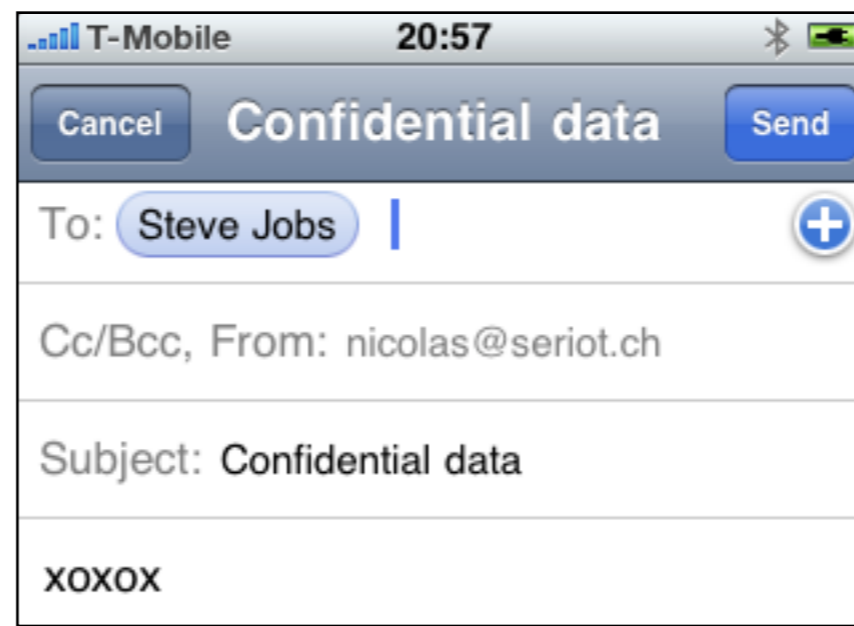 T-Mobile 20:57
Cancel Confidential data Send
To: Steve Jobs
Cc/Bcc, From: nicolas@seriot.ch
Subject: Confidential data
xoxox